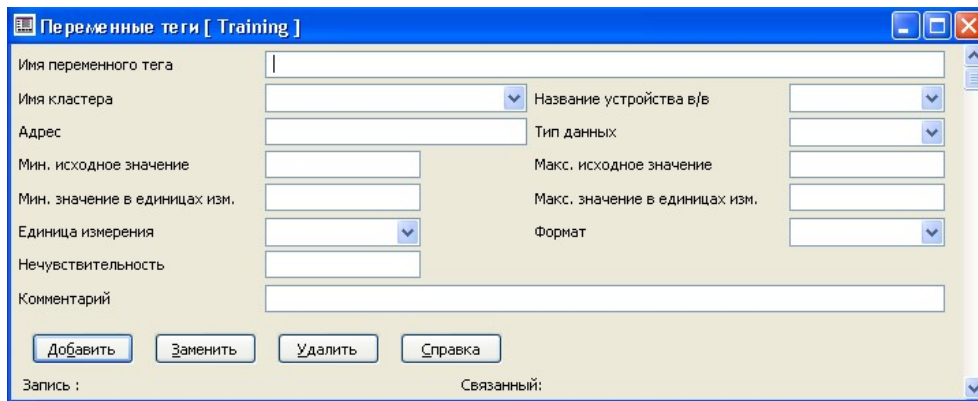 Переменные теги [ Training ]
Имя переменного тега
Имя кластера Название устройства в/в
Адрес Тип данных
Мин. исходное значение Макс. исходное значение
Мин. значение в единицах изм. Макс. значение в единицах изм.
Единица измерения Формат
Нечувствительность
Комментарий
Добавить Заменить Удалить Справка
Запись : Связанный: